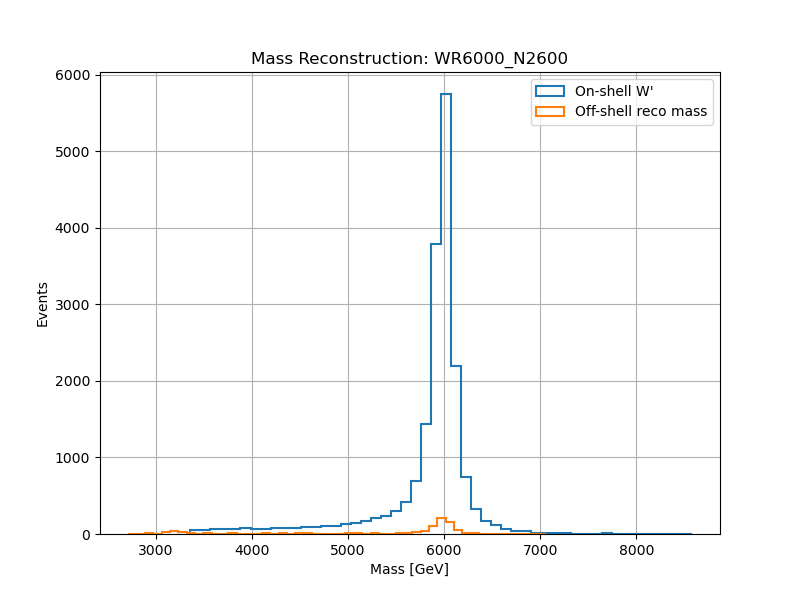 Mass Reconstruction: WR6000_N2600
On-shell W'
Off-shell reco mass
6000
5000
4000
3000
2000
1000
0
Events
3000 4000 5000 6000 7000 8000
Mass [GeV]